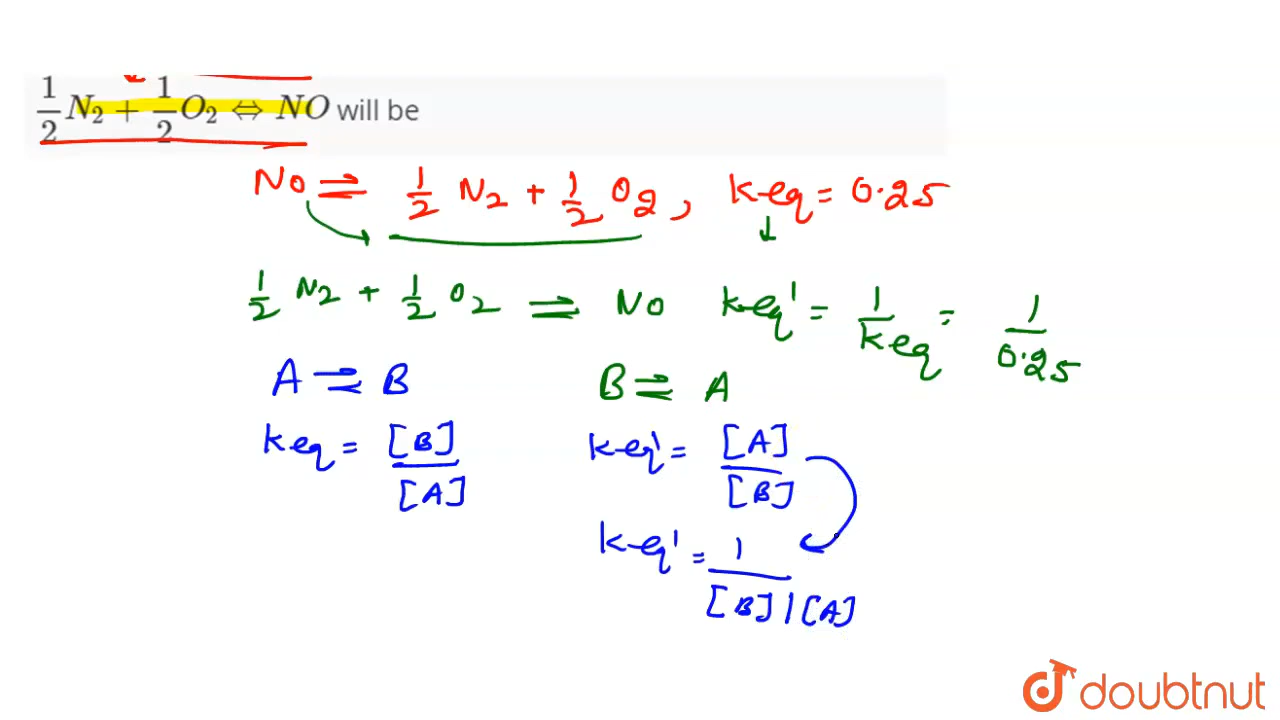 1/2 N₂ + 1/2 O₂ ⇔ NO will be
NO ⇌ 1/2 N₂ + 1/2 O₂, keq = 0.25
1/2 N₂ + 1/2 O₂ ⇌ NO keq' = 1/keq = 1/0.25
A ⇌ B B ⇌ A
keq = [B]/[A] keq' = [A]/[B]
keq' = 1/[B]/[A]
doubtnut